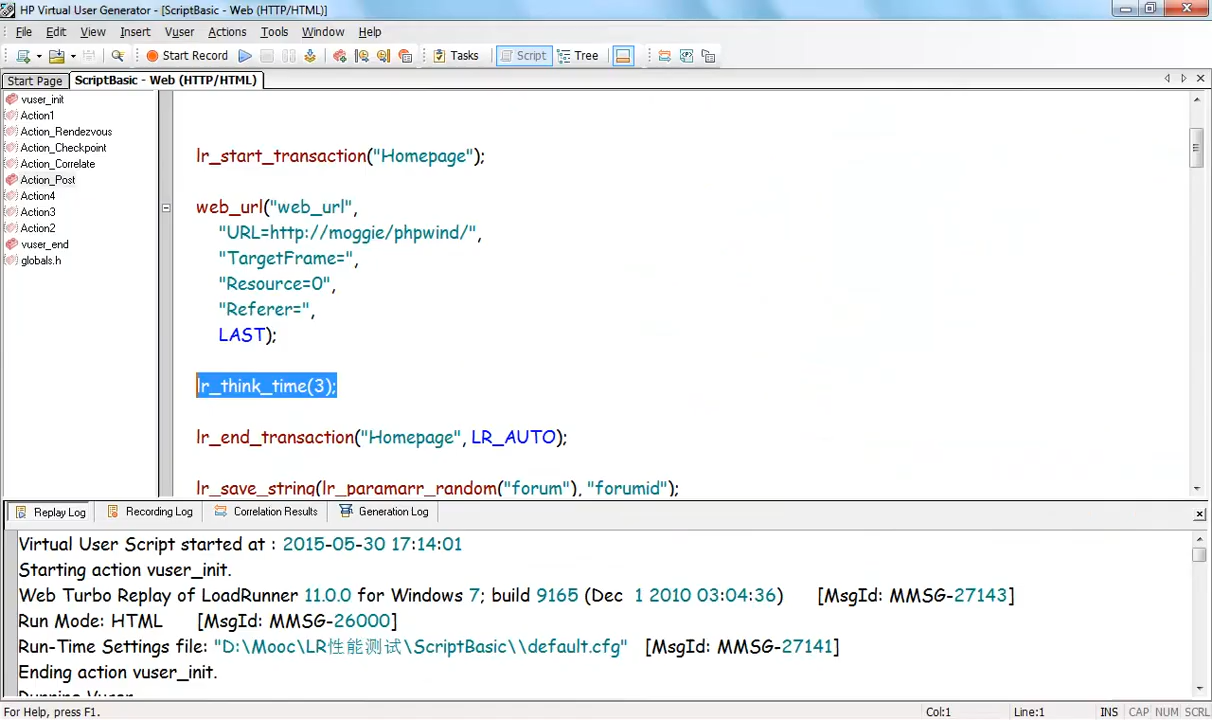 HP Virtual User Generator - [ScriptBasic - Web (HTTP/HTML)]
File Edit View Insert Vuser Actions Tools Window Help
Start Record Tasks Script Tree
Start Page ScriptBasic - Web (HTTP/HTML)
vuser_init
Action1
Action_Rendezvous
Action_Checkpoint
Action_Correlate
Action_Post
Action4
Action3
Action2
vuser_end
globals.h
lr_start_transaction("Homepage");
web_url("web_url",
"URL=http://moggie/phpwind/",
"TargetFrame=",
"Resource=0",
"Referer=",
LAST);
lr_think_time(3);
lr_end_transaction("Homepage", LR_AUTO);
lr_save_string(lr_paramarr_random("forum"), "forumid");
Replay Log Recording Log Correlation Results Generation Log
Virtual User Script started at : 2015-05-30 17:14:01
Starting action vuser_init.
Web Turbo Replay of LoadRunner 11.0.0 for Windows 7; build 9165 (Dec 1 2010 03:04:36) [MsgId: MMSG-27143]
Run Mode: HTML [MsgId: MMSG-26000]
Run-Time Settings file: "D:\Mooc\LR性能测试\ScriptBasic\\default.cfg" [MsgId: MMSG-27141]
Ending action vuser_init.
Running Vuser
For Help, press F1. Col:1 Line:1 INS CAP NUM SCRL